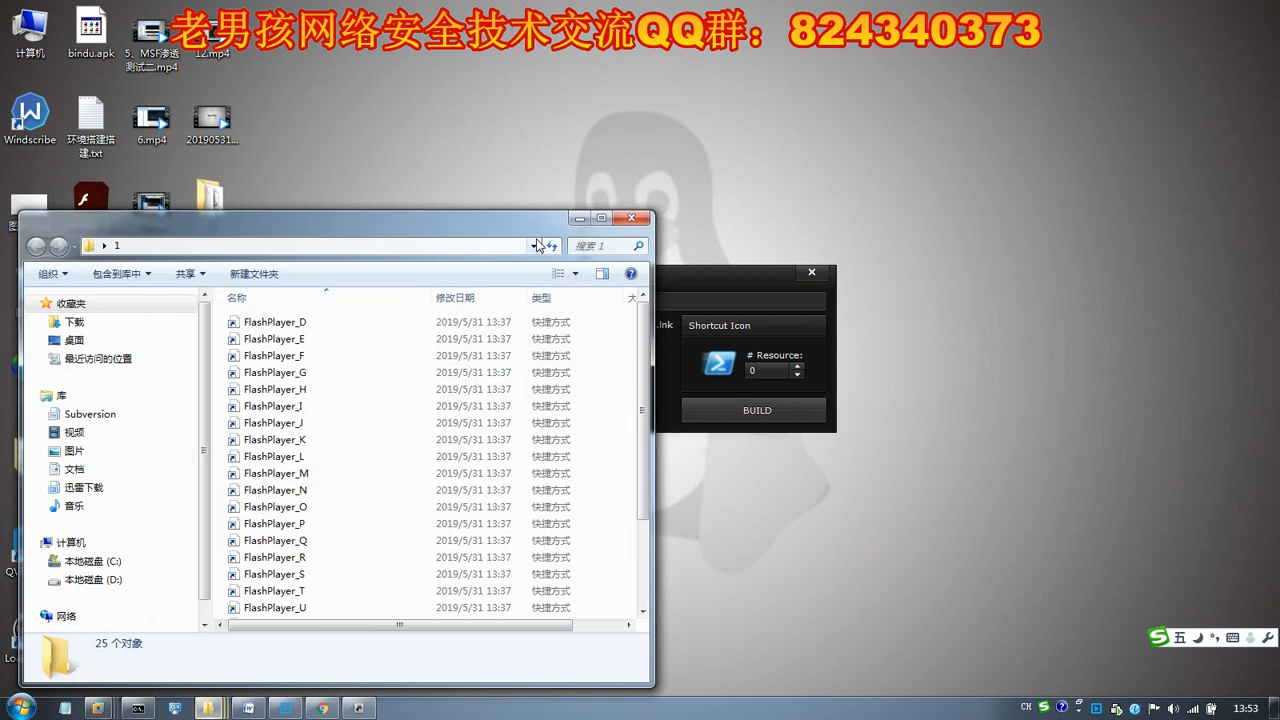 老男孩网络安全技术交流QQ群：824340373
计算机
bindu.apk
5、MSF渗透
测试二.mp4
12.mp4
Windscribe
环境搭建搭
建.txt
6.mp4
20190531...
1
搜索 1
组织
包含到库中
共享
新建文件夹
名称
修改日期
类型
大
收藏夹
下载
桌面
最近访问的位置
库
Subversion
视频
图片
文档
迅雷下载
音乐
计算机
本地磁盘 (C:)
本地磁盘 (D:)
网络
FlashPlayer_D 2019/5/31 13:37 快捷方式
FlashPlayer_E 2019/5/31 13:37 快捷方式
FlashPlayer_F 2019/5/31 13:37 快捷方式
FlashPlayer_G 2019/5/31 13:37 快捷方式
FlashPlayer_H 2019/5/31 13:37 快捷方式
FlashPlayer_I 2019/5/31 13:37 快捷方式
FlashPlayer_J 2019/5/31 13:37 快捷方式
FlashPlayer_K 2019/5/31 13:37 快捷方式
FlashPlayer_L 2019/5/31 13:37 快捷方式
FlashPlayer_M 2019/5/31 13:37 快捷方式
FlashPlayer_N 2019/5/31 13:37 快捷方式
FlashPlayer_O 2019/5/31 13:37 快捷方式
FlashPlayer_P 2019/5/31 13:37 快捷方式
FlashPlayer_Q 2019/5/31 13:37 快捷方式
FlashPlayer_R 2019/5/31 13:37 快捷方式
FlashPlayer_S 2019/5/31 13:37 快捷方式
FlashPlayer_T 2019/5/31 13:37 快捷方式
FlashPlayer_U 2019/5/31 13:37 快捷方式
25 个对象
.lnk
Shortcut Icon
# Resource:
0
BUILD
五
CH
13:53